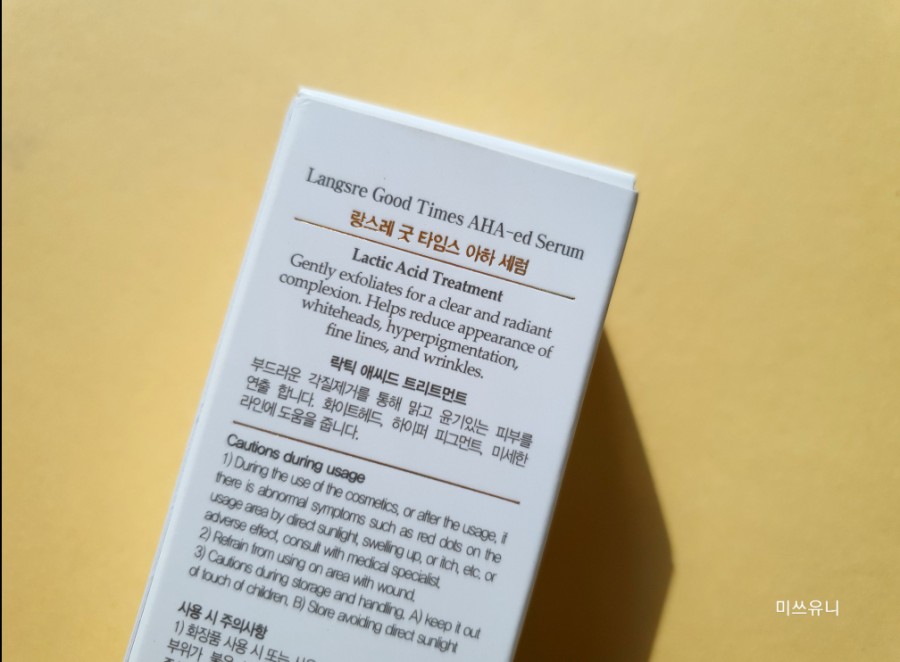 Langsre Good Times AHA-ed Serum
랑스레 굿 타임스 아하 세럼
Lactic Acid Treatment
Gently exfoliates for a clear and radiant
complexion. Helps reduce appearance of
whiteheads, hyperpigmentation,
fine lines, and wrinkles.
락틱 애씨드 트리트먼트
부드러운 각질제거를 통해 맑고 윤기있는 피부를
연출 합니다. 화이트헤드, 하이퍼 피그먼트, 미세한
라인에 도움을 줍니다.
Cautions during usage
1) During the use of the cosmetics, or after the usage, if
there is abnormal symptoms such as red dots on the
usage area by direct sunlight, swelling up, or itch, etc. or
adverse effect, consult with medical specialist.
2) Refrain from using on area with wound.
3) Cautions during storage and handling. A) keep it out
of touch of children. B) Store avoiding direct sunlight
사용 시 주의사항
1) 화장품 사용 시 또는 사용
부위가 붉은
미쓰유니